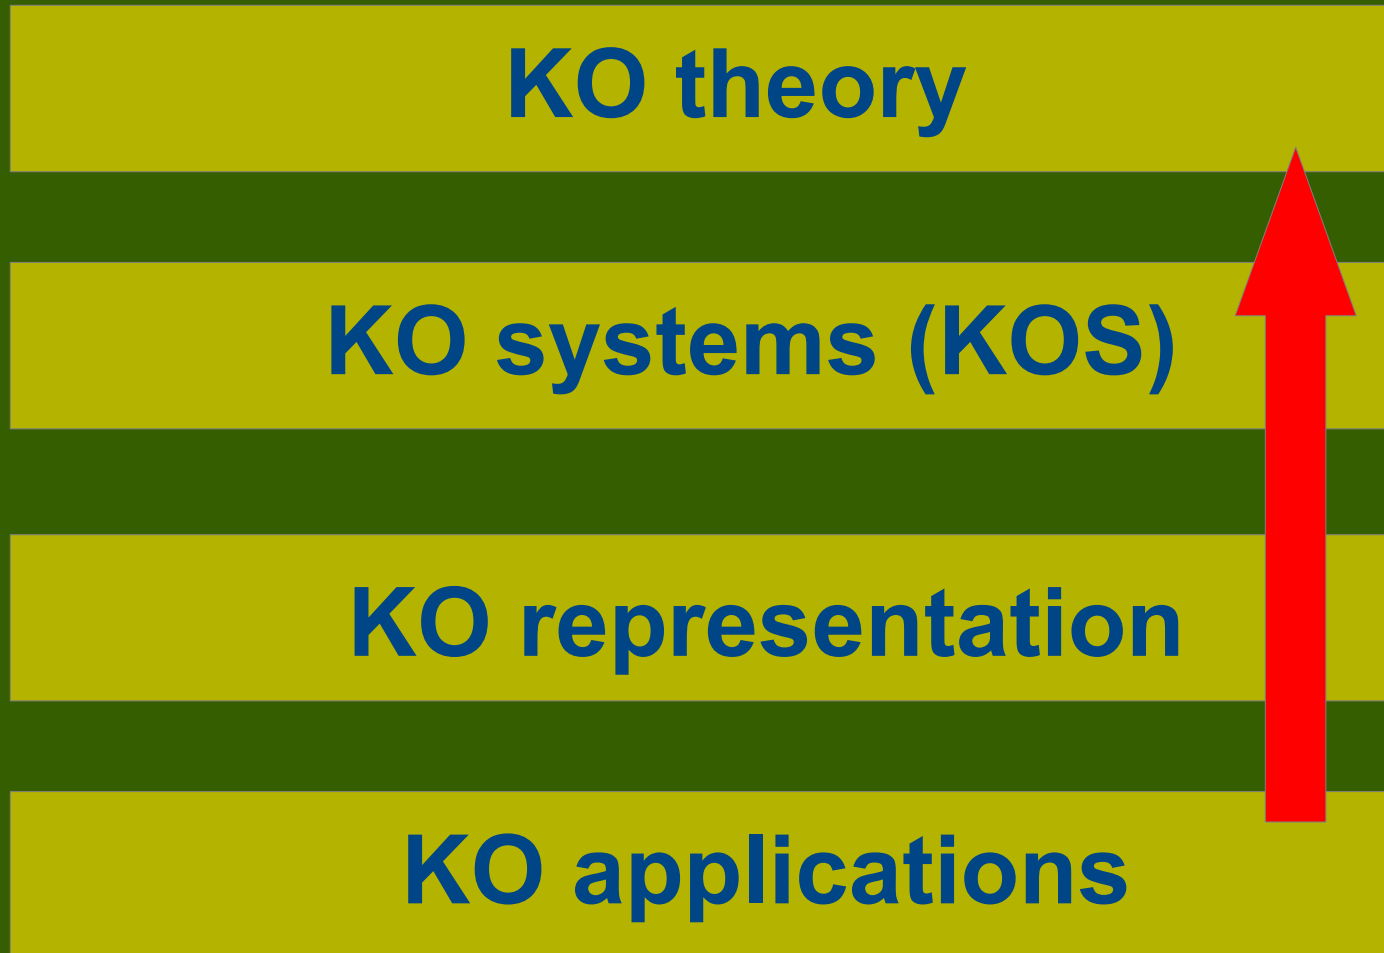 KO theory
KO systems (KOS)
KO representation
KO applications